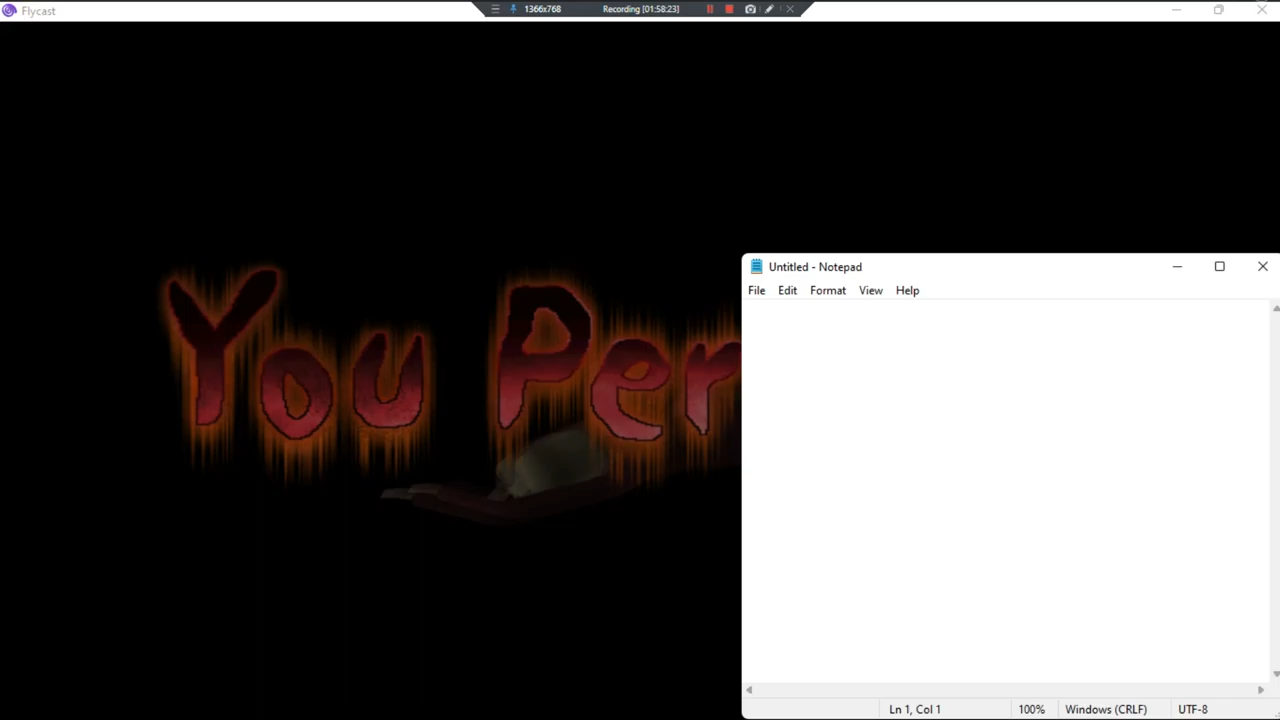 Flycast
1366x768
Recording [01:58:23]
You Per
Untitled - Notepad
File Edit Format View Help
Ln 1, Col 1
100%
Windows (CRLF)
UTF-8